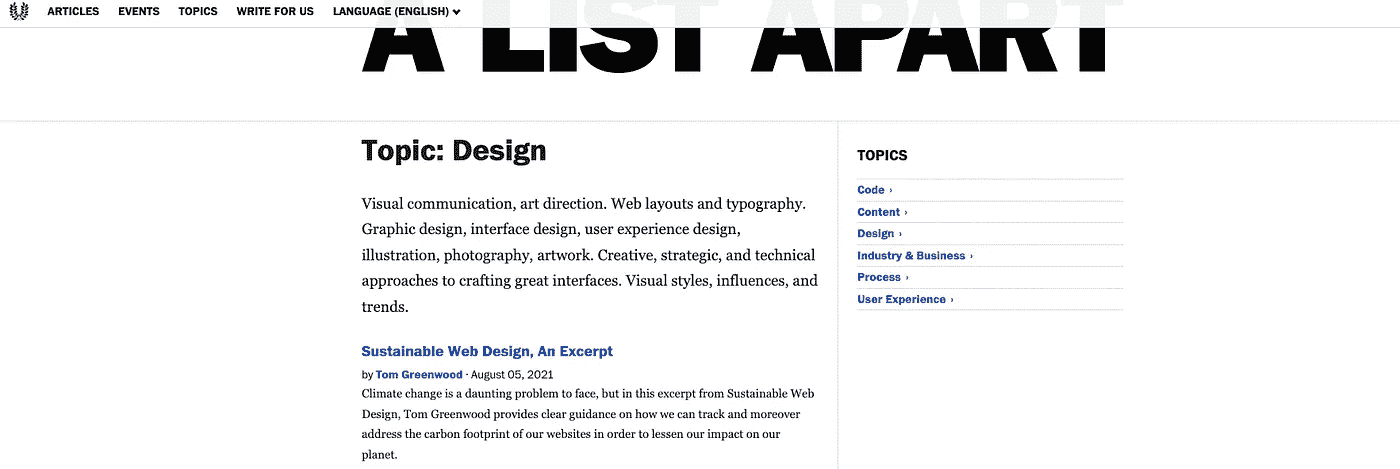 ARTICLES EVENTS TOPICS WRITE FOR US LANGUAGE (ENGLISH)
A LIST APART
Topic: Design
Visual communication, art direction. Web layouts and typography.
Graphic design, interface design, user experience design,
illustration, photography, artwork. Creative, strategic, and technical
approaches to crafting great interfaces. Visual styles, influences, and
trends.
Sustainable Web Design, An Excerpt
by Tom Greenwood · August 05, 2021
Climate change is a daunting problem to face, but in this excerpt from Sustainable Web
Design, Tom Greenwood provides clear guidance on how we can track and moreover
address the carbon footprint of our websites in order to lessen our impact on our
planet.
TOPICS
Code ›
Content ›
Design ›
Industry & Business ›
Process ›
User Experience ›